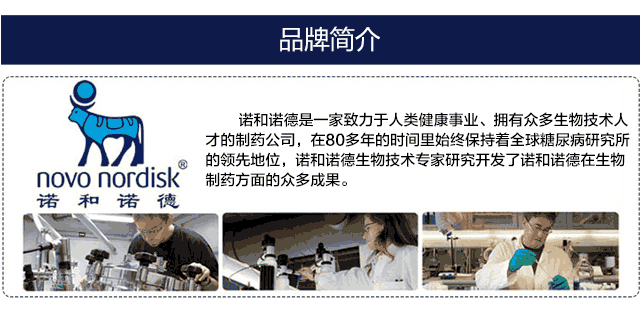 品牌简介
诺和诺德是一家致力于人类健康事业、拥有众多生物技术人
才的制药公司，在80多年的时间里始终保持着全球糖尿病研究所
的领先地位，诺和诺德生物技术专家研究开发了诺和诺德在生物
制药方面的众多成果。
novo nordisk®
诺和诺德